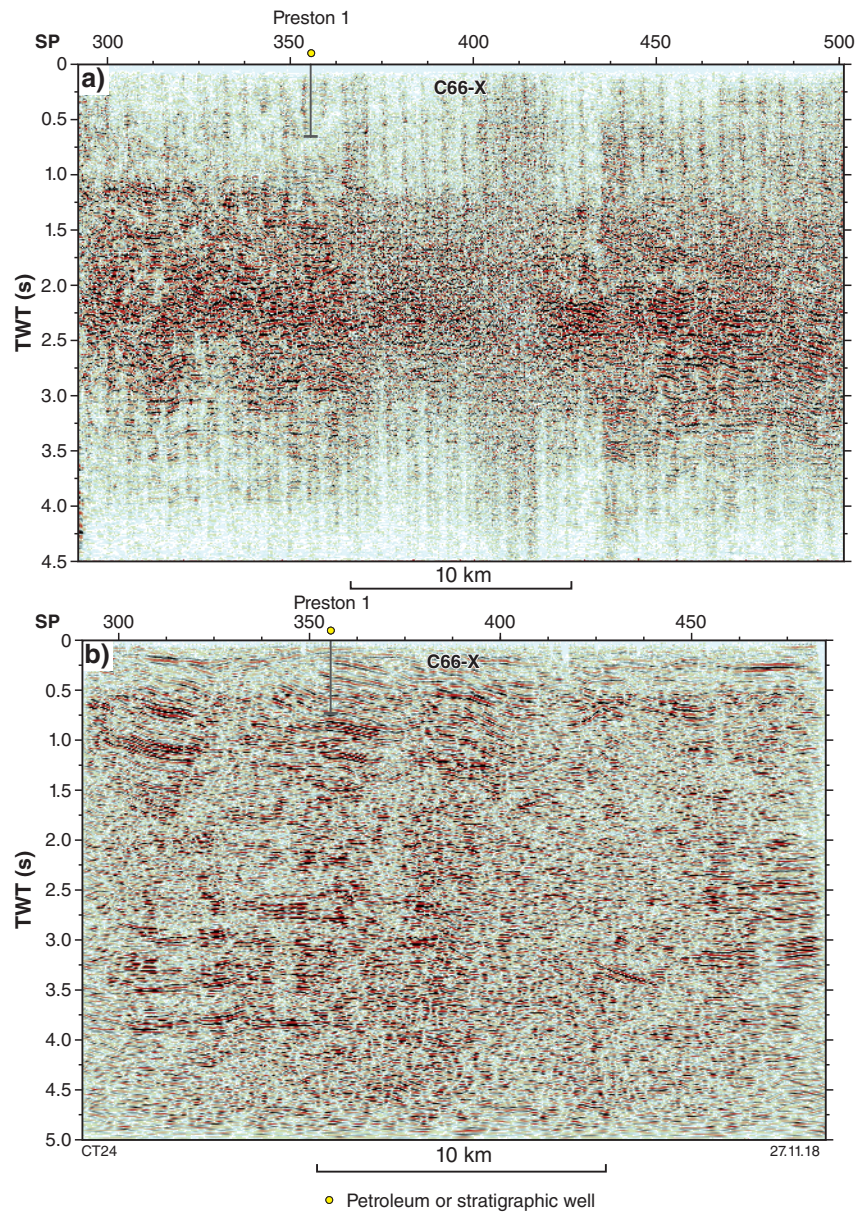 Preston 1
SP 300 350 400 450 500
a) C66-X
0
0.5
1.0
1.5
2.0
2.5
3.0
3.5
4.0
4.5
TWT (s)
10 km
Preston 1
SP 300 350 400 450
b) C66-X
0
0.5
1.0
1.5
2.0
2.5
3.0
3.5
4.0
4.5
5.0
TWT (s)
CT24 10 km 27.11.18
Petroleum or stratigraphic well